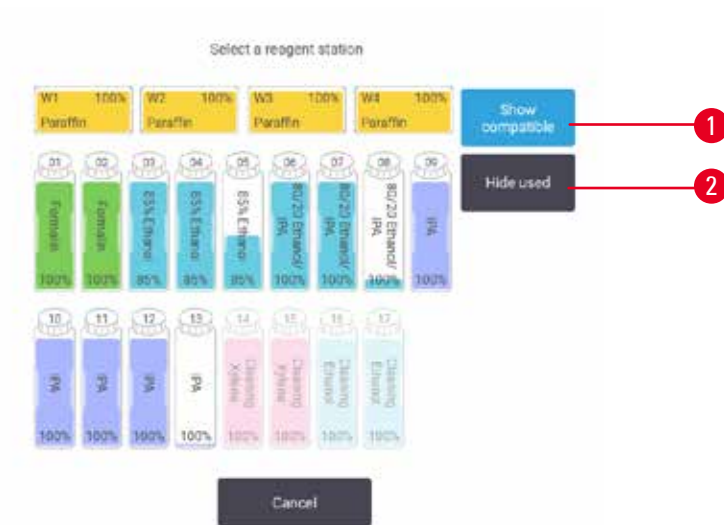 Select a reagent station
W1 100%
Paraffin
W2 100%
Paraffin
W3 100%
Paraffin
W4 100%
Paraffin
Show
compatible
1
Hide used
2
01
Formalin
100%
02
Formalin
100%
03
85% Ethanol
85%
04
85% Ethanol
85%
05
85% Ethanol
85%
06
80/20 Ethanol/
IPA
100%
07
80/20 Ethanol/
IPA
100%
08
80/20 Ethanol/
IPA
100%
09
IPA
100%
10
IPA
100%
11
IPA
100%
12
IPA
100%
13
IPA
100%
14
Cleaning
Xylene
100%
15
Cleaning
Xylene
100%
16
Cleaning
Ethanol
100%
17
Cleaning
Ethanol
100%
Cancel